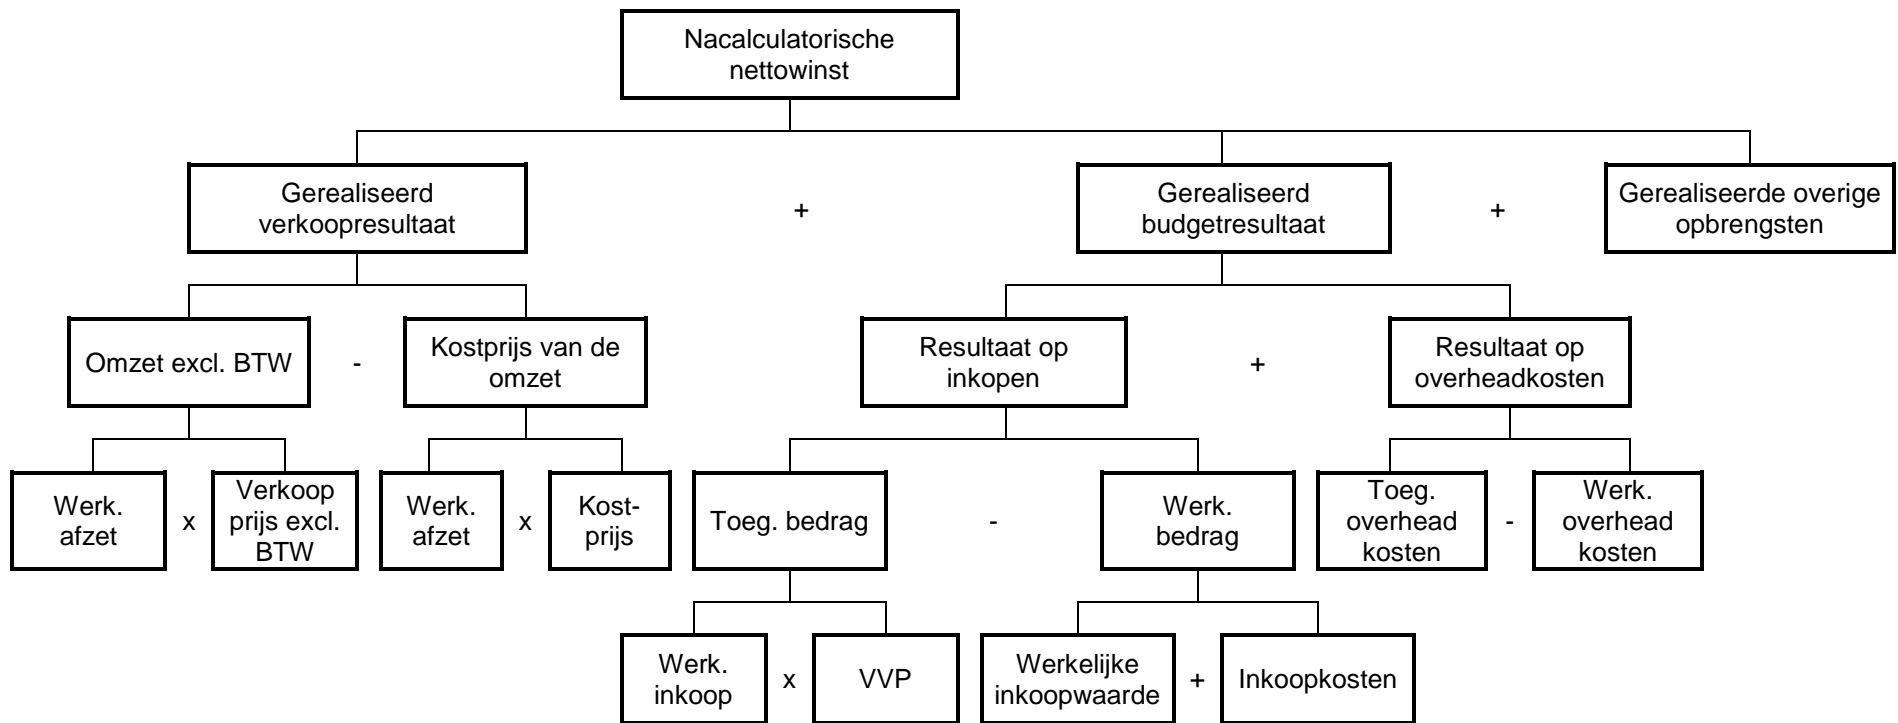 Nacalculatorische
nettowinst
Gerealiseerd
verkoopresultaat
+
Gerealiseerd
budgetresultaat
+
Gerealiseerde overige
opbrengsten
Omzet excl. BTW
-
Kostprijs van de
omzet
Resultaat op
inkopen
+
Resultaat op
overheadkosten
Werk.
afzet
x
Verkoop
prijs excl.
BTW
Werk.
afzet
x
Kost-
prijs
Toeg. bedrag
-
Werk.
bedrag
Toeg.
overhead
kosten
-
Werk.
overhead
kosten
Werk.
inkoop
x
VVP
Werkelijke
inkoopwaarde
+
Inkoopkosten